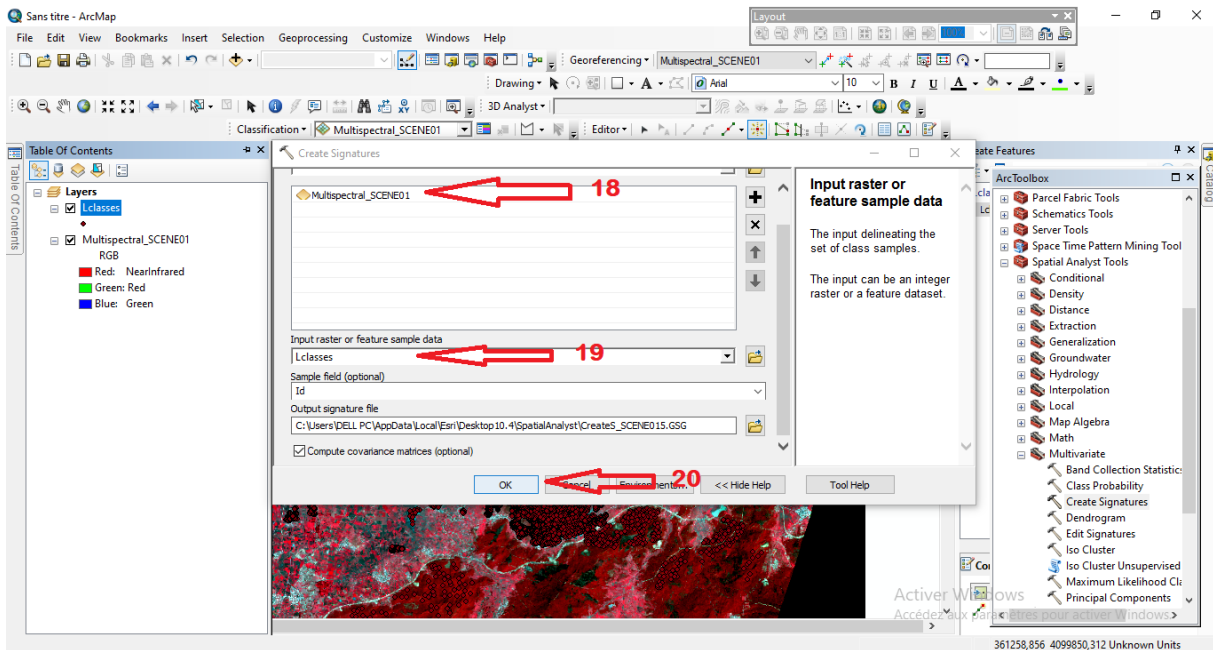 Sans titre - ArcMap
Layout
File Edit View Bookmarks Insert Selection Geoprocessing Customize Windows Help
100%
Georeferencing Multispectral_SCENE01
Drawing A Arial 10 B I U A
3D Analyst
Classification Multispectral_SCENE01 Editor
Table Of Contents
Create Signatures
eate Features
Table Of Contents
Catalog
Layers
Lclasses
Multispectral_SCENE01
RGB
Red: NearInfrared
Green: Red
Blue: Green
Multispectral_SCENE01
18
Input raster or feature sample data
Lclasses
19
Sample field (optional)
Id
Output signature file
C:\Users\DELL PC\AppData\Local\Esri\Desktop10.4\SpatialAnalyst\CreateS_SCENE015.GSG
Compute covariance matrices (optional)
OK Cancel Environments... << Hide Help Tool Help
20
Input raster or
feature sample data
The input delineating the
set of class samples.
The input can be an integer
raster or a feature dataset.
.cla
Lc
ArcToolbox
Parcel Fabric Tools
Schematics Tools
Server Tools
Space Time Pattern Mining Tool
Spatial Analyst Tools
Conditional
Density
Distance
Extraction
Generalization
Groundwater
Hydrology
Interpolation
Local
Map Algebra
Math
Multivariate
Band Collection Statistics
Class Probability
Create Signatures
Dendrogram
Edit Signatures
Iso Cluster
Iso Cluster Unsupervised
Maximum Likelihood Cla
Principal Components
Con
Activer Windows
Accédez aux paramètres pour activer Windows.
361258,856 4099850,312 Unknown Units